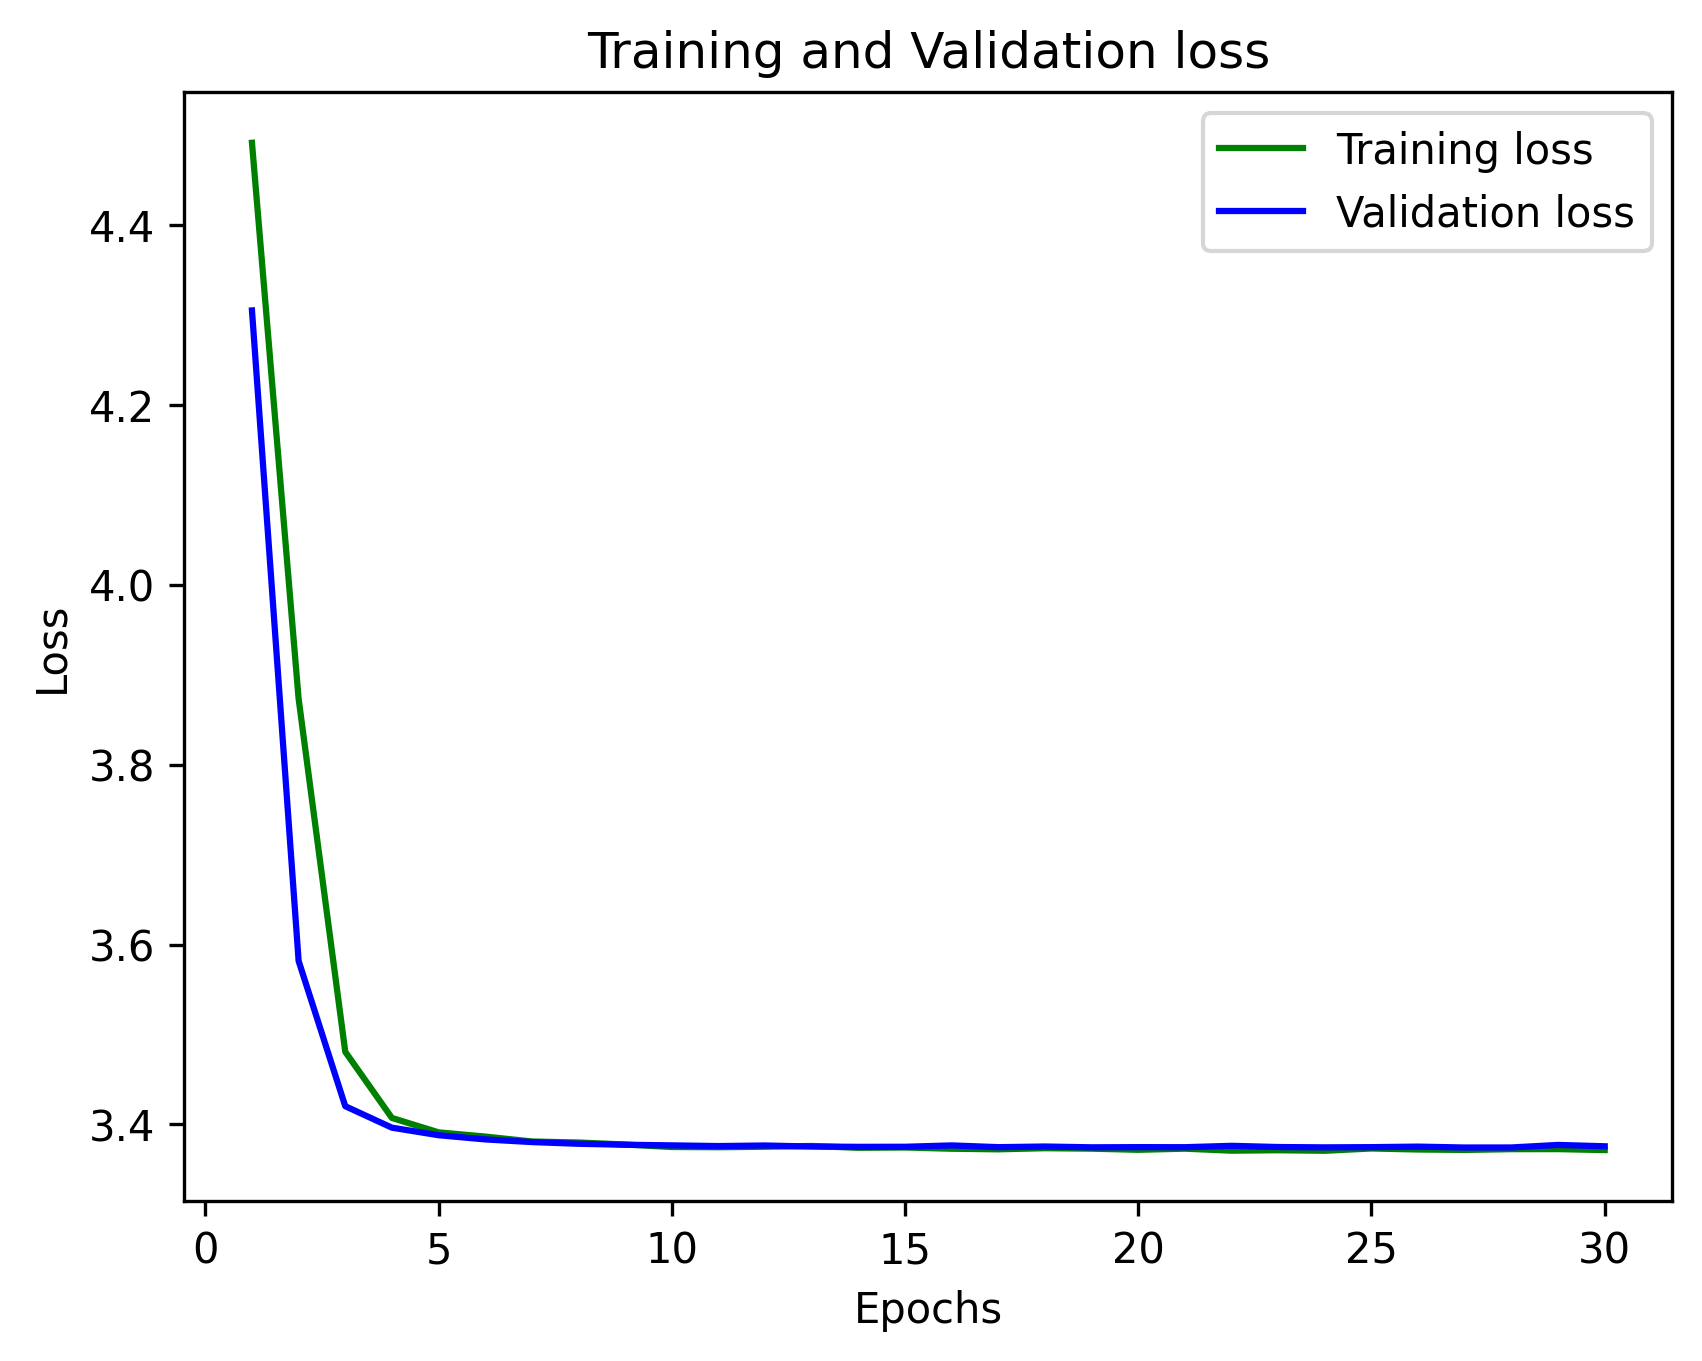 Training and Validation loss
Training loss
Validation loss
4.4
4.2
4.0
3.8
3.6
3.4
Loss
0 5 10 15 20 25 30
Epochs